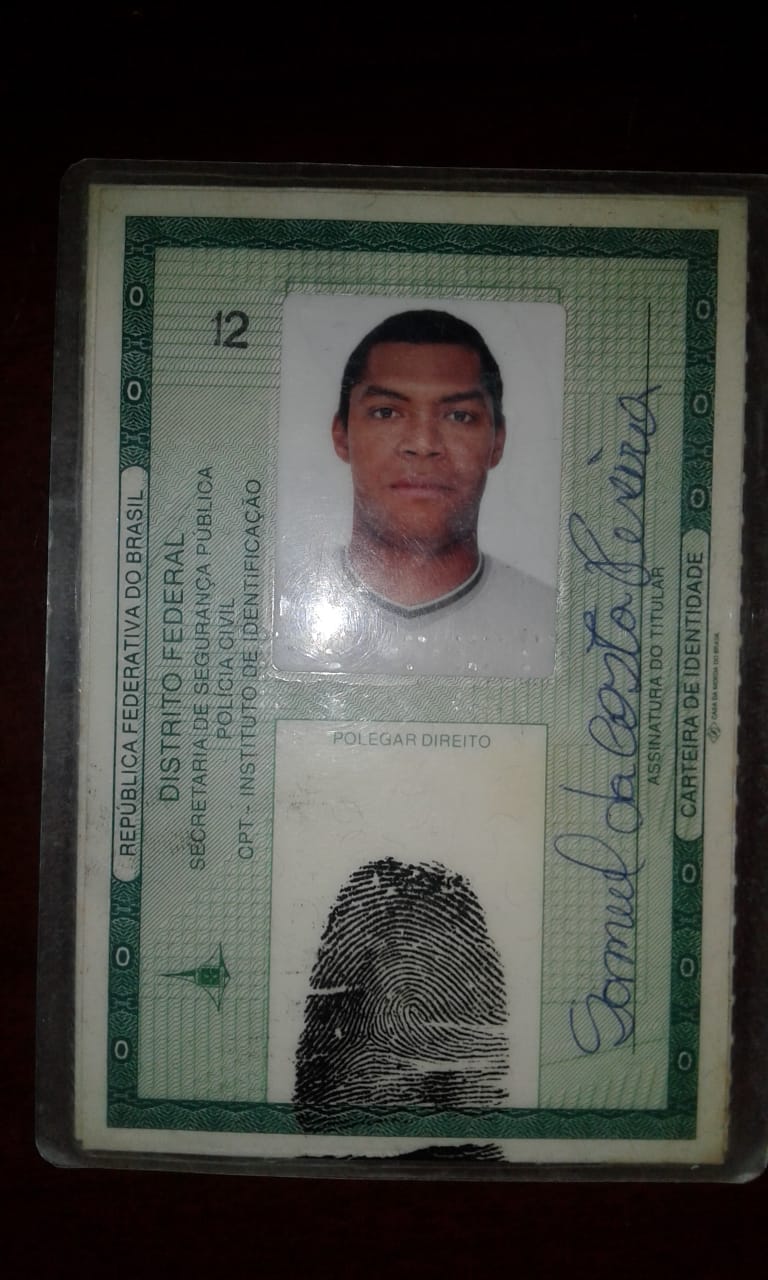 REPÚBLICA FEDERATIVA DO BRASIL
DISTRITO FEDERAL
SECRETARIA DE SEGURANÇA PÚBLICA
POLÍCIA CIVIL
CPT - INSTITUTO DE IDENTIFICAÇÃO
12
POLEGAR DIREITO
Samuel da Costa Pereira
ASSINATURA DO TITULAR
CARTEIRA DE IDENTIDADE
CASA DA MOEDA DO BRASIL